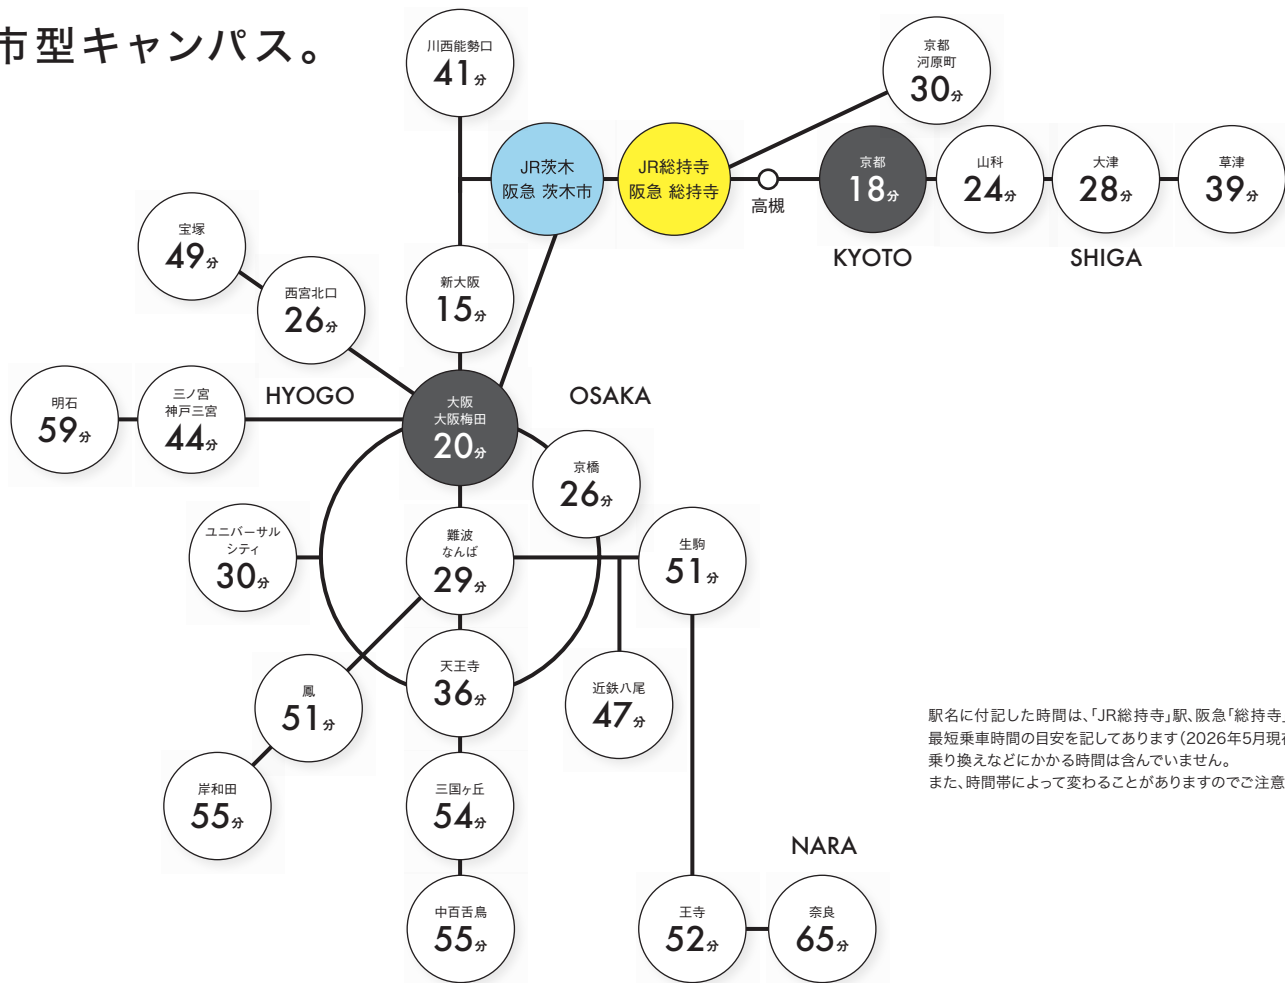 市型キャンパス。
川西能勢口
41分
京都
河原町
30分
JR茨木
阪急 茨木市
JR総持寺
阪急 総持寺
高槻
京都
18分
山科
24分
大津
28分
草津
39分
KYOTO
SHIGA
宝塚
49分
西宮北口
26分
新大阪
15分
HYOGO
OSAKA
明石
59分
三ノ宮
神戸三宮
44分
大阪
大阪梅田
20分
京橋
26分
ユニバーサル
シティ
30分
難波
なんば
29分
生駒
51分
鳳
51分
天王寺
36分
近鉄八尾
47分
岸和田
55分
三国ヶ丘
54分
中百舌鳥
55分
NARA
王寺
52分
奈良
65分
駅名に付記した時間は、「JR総持寺」駅、阪急「総持寺」
最短乗車時間の目安を記してあります(2026年5月現在
乗り換えなどにかかる時間は含んでいません。
また、時間帯によって変わることがありますのでご注意